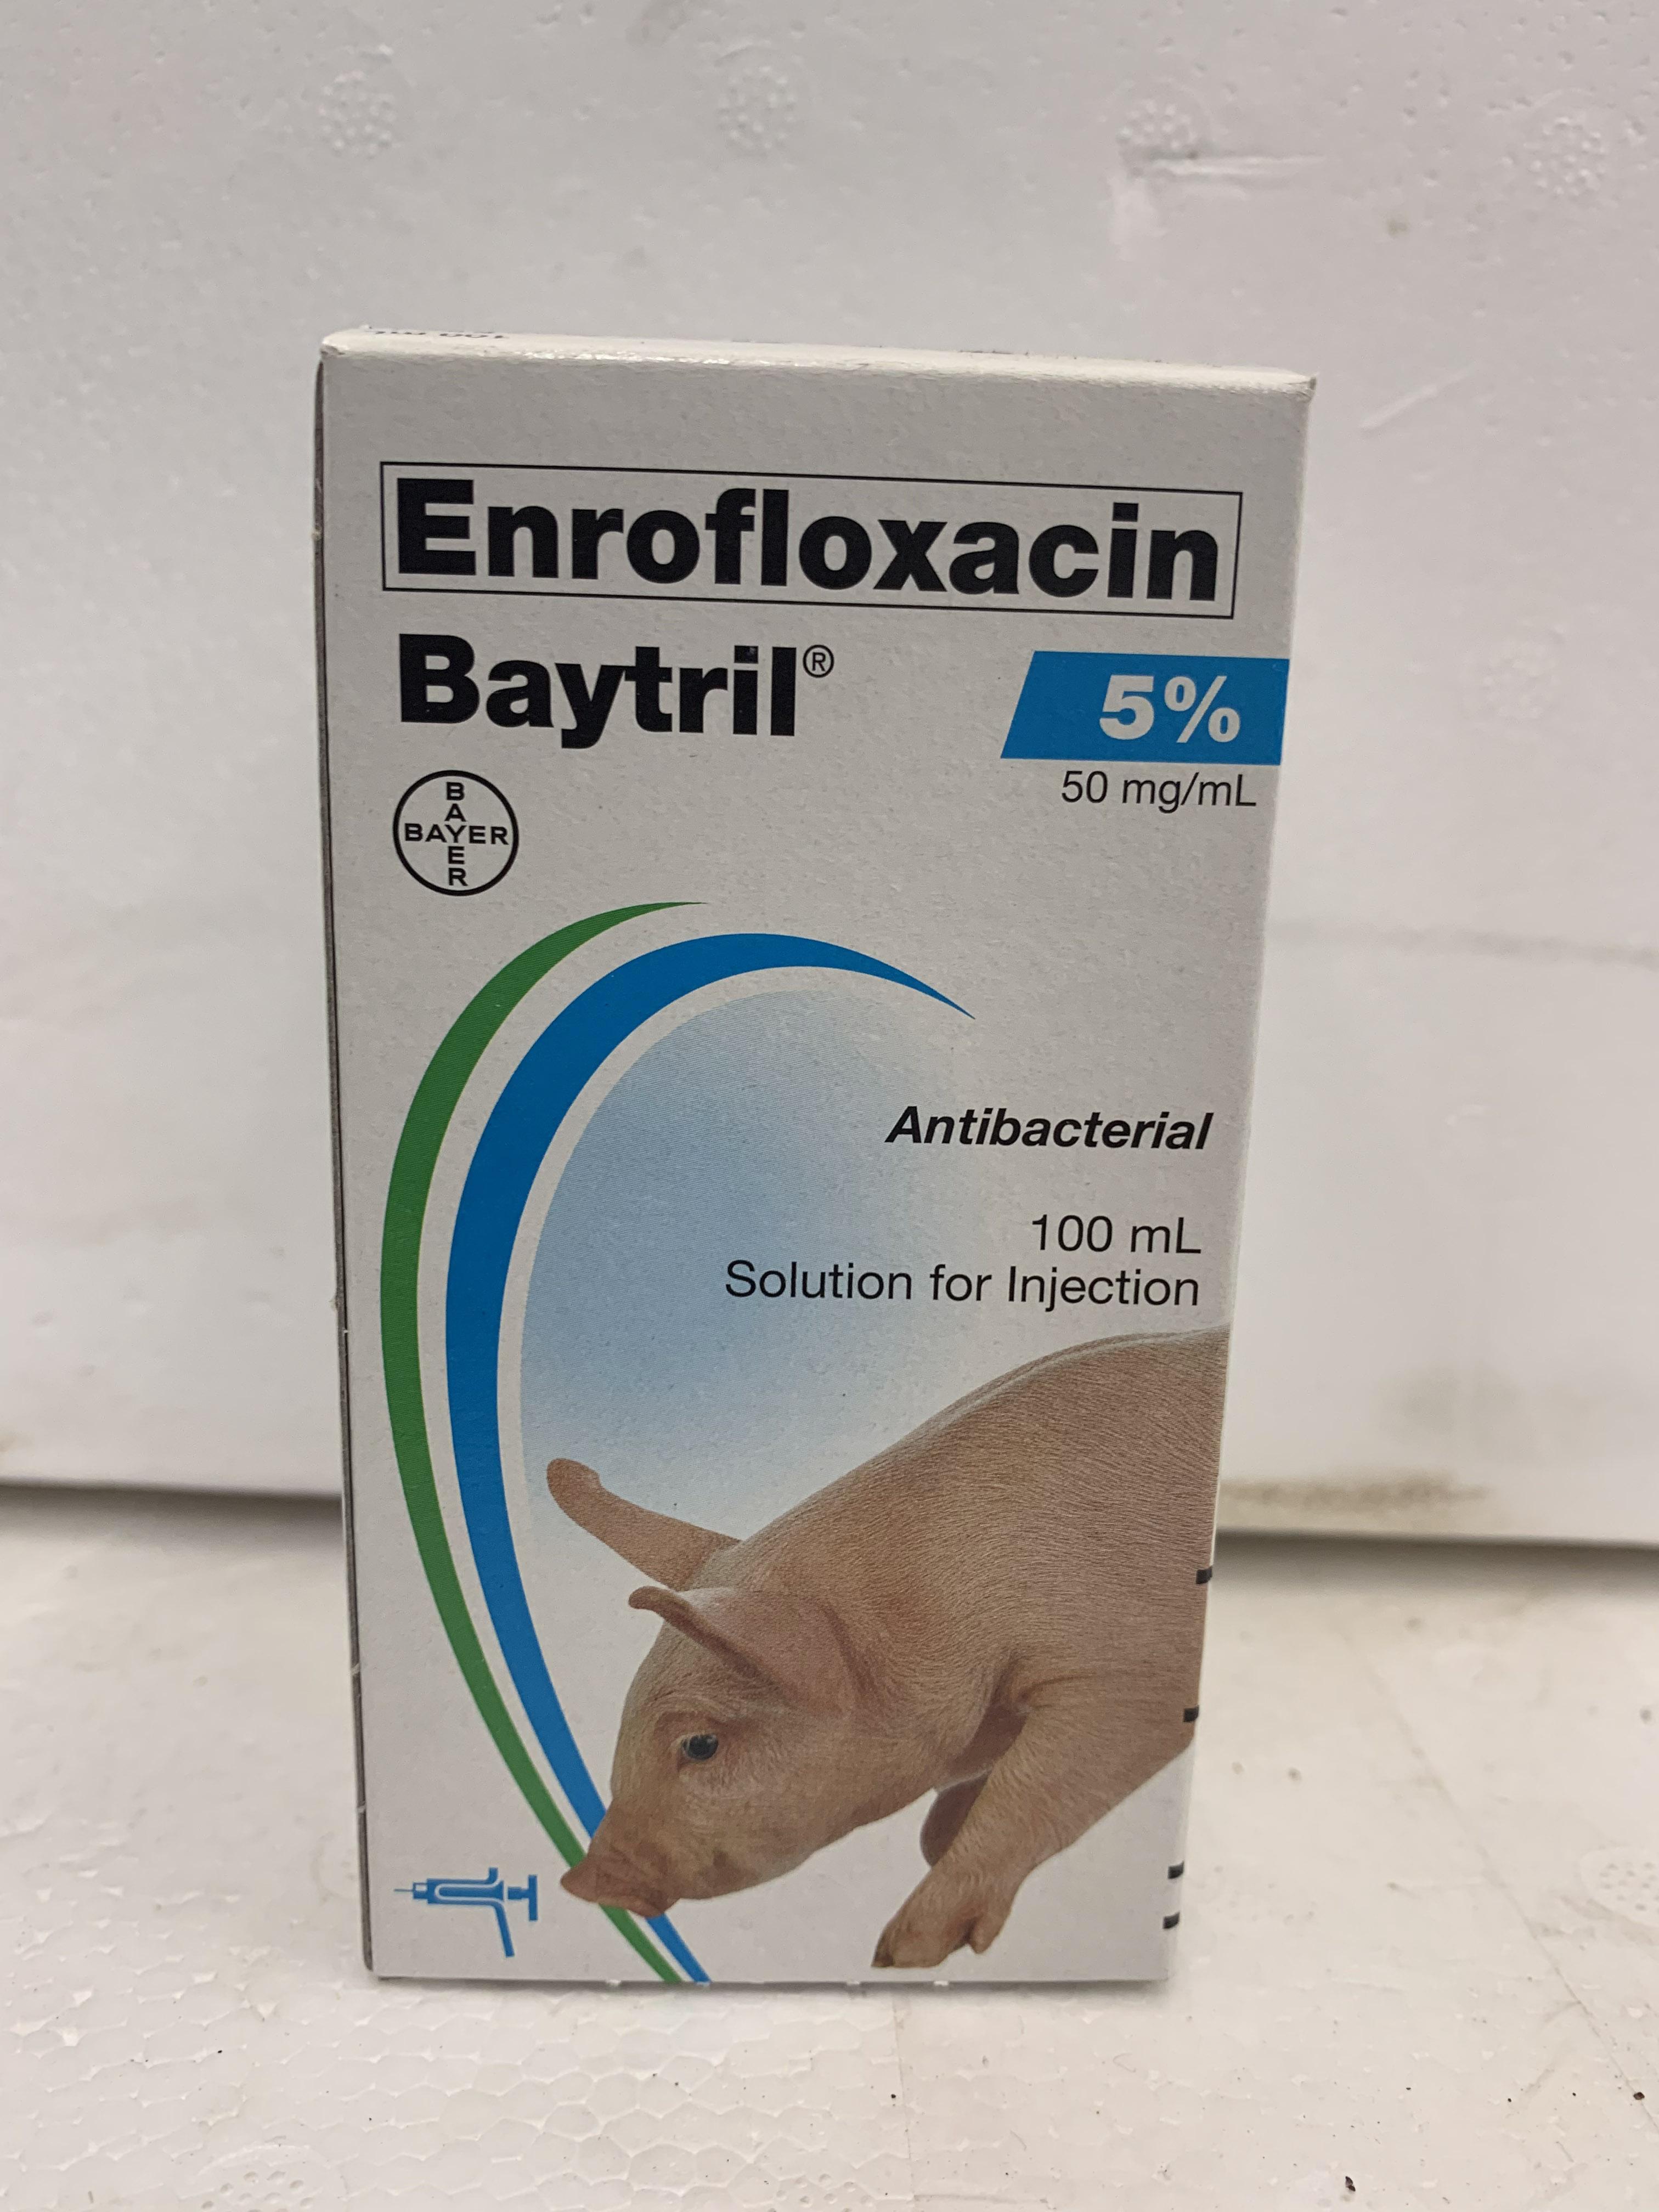 Enrofloxacin
Baytril®
5%
50 mg/mL
BAYER
BAYER
Antibacterial
100 mL
Solution for Injection